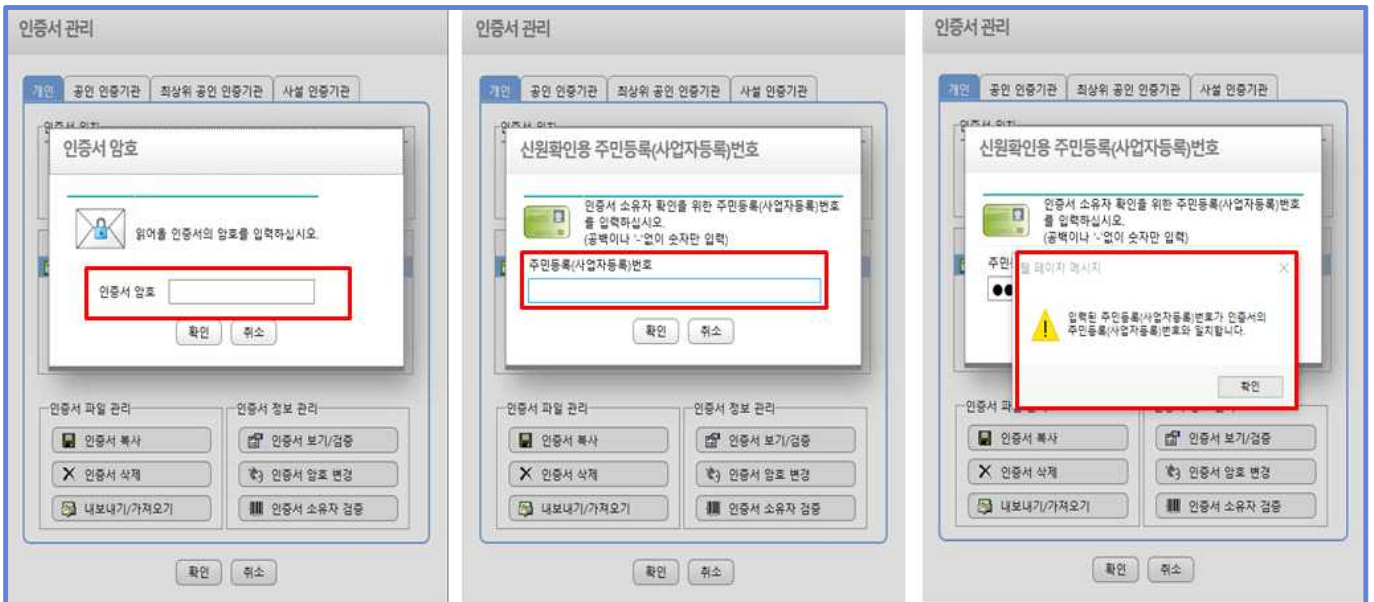 인증서 관리
개인
공인 인증기관
최상위 공인 인증기관
사설 인증기관
인증서 암호
읽어올 인증서의 암호를 입력하십시오.
인증서 암호
확인
취소
인증서 파일 관리
인증서 정보 관리
인증서 복사
인증서 보기/검증
인증서 삭제
인증서 암호 변경
내보내기/가져오기
인증서 소유자 검증
확인
취소
인증서 관리
개인
공인 인증기관
최상위 공인 인증기관
사설 인증기관
신원확인용 주민등록(사업자등록)번호
인증서 소유자 확인을 위한 주민등록(사업자등록)번호
를 입력하십시오.
(공백이나 '-'없이 숫자만 입력)
주민등록(사업자등록)번호
확인
취소
인증서 파일 관리
인증서 정보 관리
인증서 복사
인증서 보기/검증
인증서 삭제
인증서 암호 변경
내보내기/가져오기
인증서 소유자 검증
확인
취소
인증서 관리
개인
공인 인증기관
최상위 공인 인증기관
사설 인증기관
신원확인용 주민등록(사업자등록)번호
인증서 소유자 확인을 위한 주민등록(사업자등록)번호
를 입력하십시오.
(공백이나 '-'없이 숫자만 입력)
주민
웹 페이지 메시지
입력된 주민등록(사업자등록)번호가 인증서의
주민등록(사업자등록)번호와 일치합니다.
확인
인증서
인증서 복사
인증서 보기/검증
인증서 삭제
인증서 암호 변경
내보내기/가져오기
인증서 소유자 검증
확인
취소